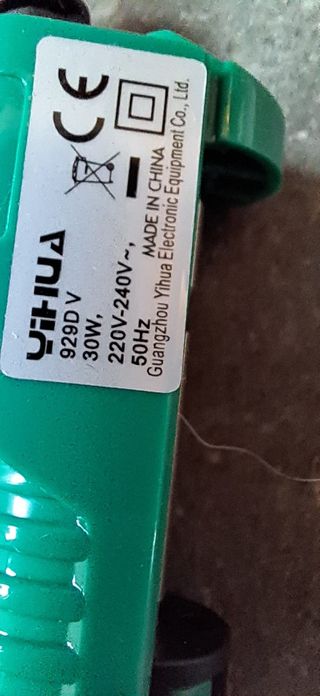 YIHUA
929D V
30W,
220V-240V~,
50Hz
MADE IN CHINA
Guangzhou Yihua Electronic Equipment Co., Ltd.
CE